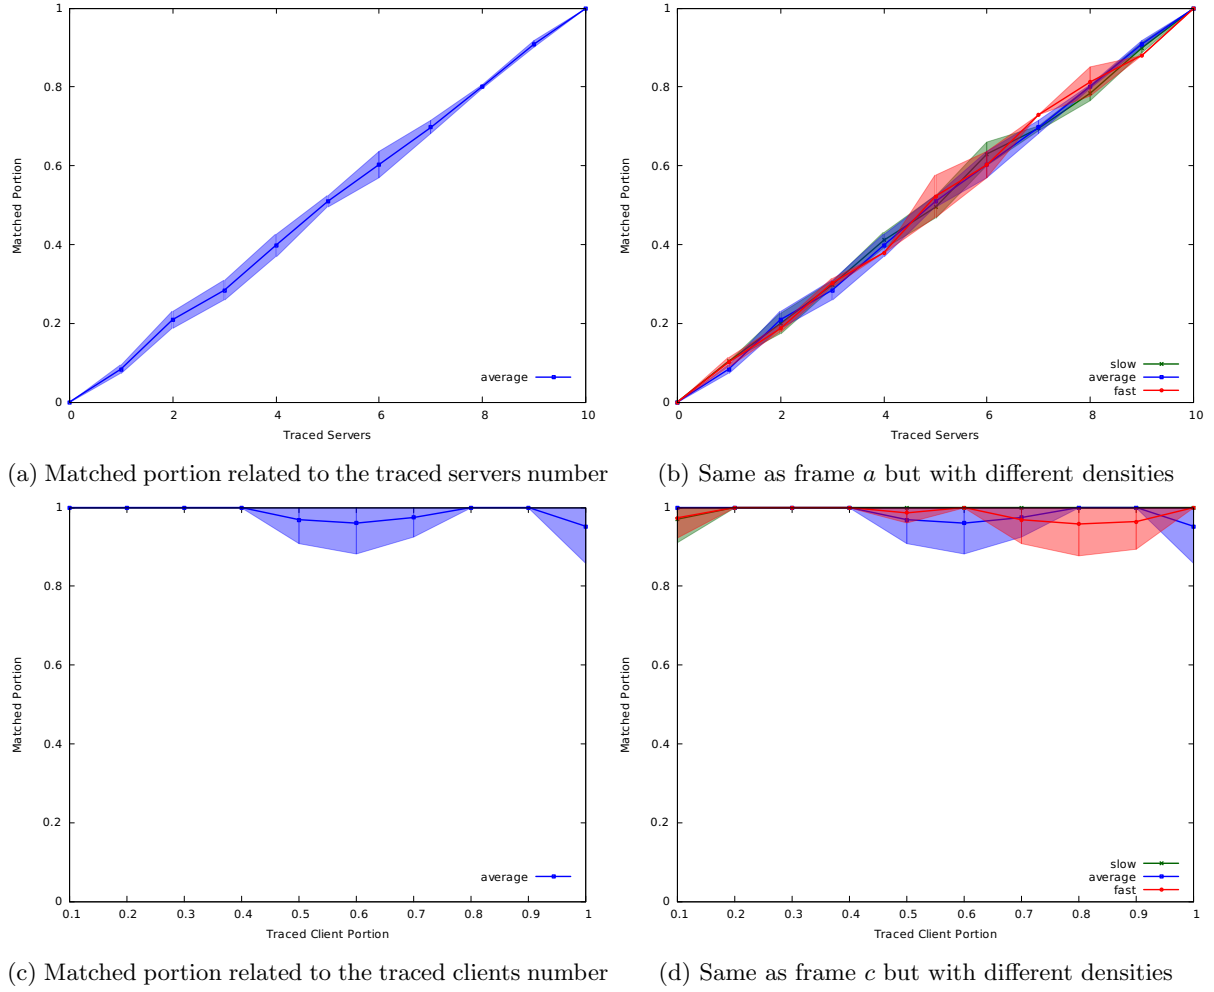 1
0.8
0.6
0.4
0.2
0
Matched Portion
average
0 2 4 6 8 10
Traced Servers
(a) Matched portion related to the traced servers number
1
0.8
0.6
0.4
0.2
0
Matched Portion
slow
average
fast
0 2 4 6 8 10
Traced Servers
(b) Same as frame a but with different densities
1
0.8
0.6
0.4
0.2
0
Matched Portion
average
0.1 0.2 0.3 0.4 0.5 0.6 0.7 0.8 0.9 1
Traced Client Portion
(c) Matched portion related to the traced clients number
1
0.8
0.6
0.4
0.2
0
Matched Portion
slow
average
fast
0.1 0.2 0.3 0.4 0.5 0.6 0.7 0.8 0.9 1
Traced Client Portion
(d) Same as frame c but with different densities